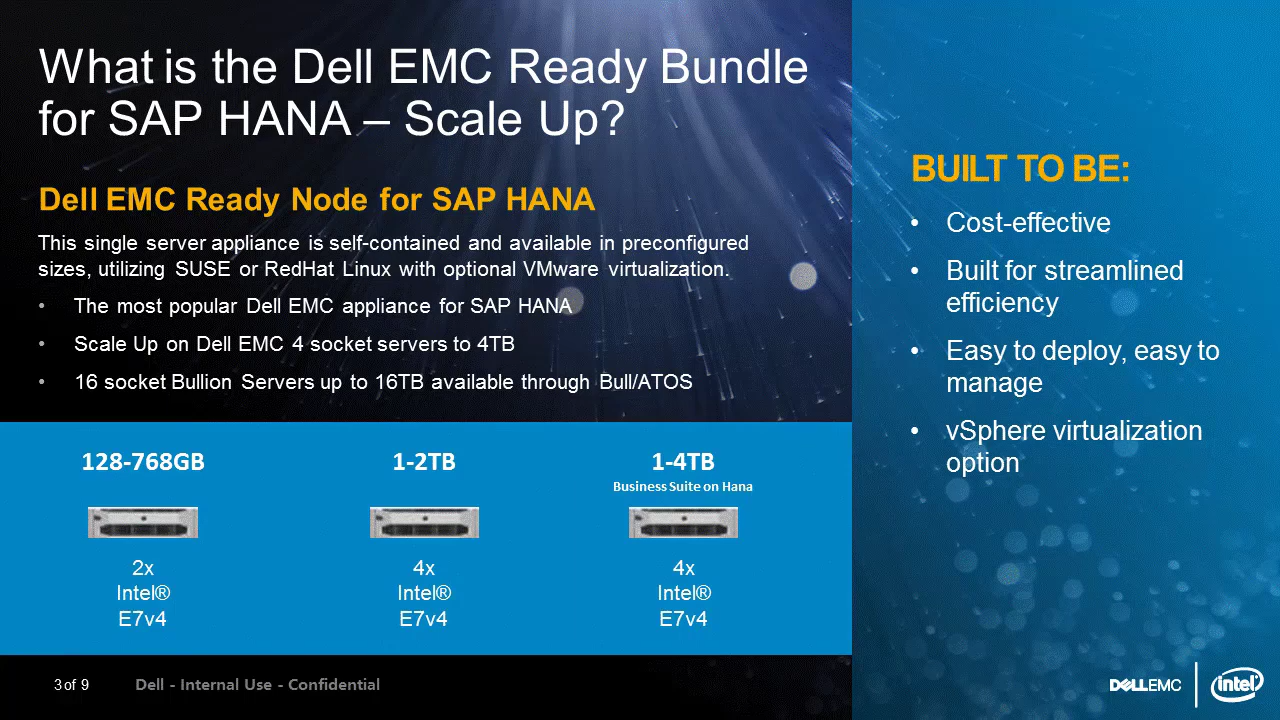 What is the Dell EMC Ready Bundle
for SAP HANA – Scale Up?
Dell EMC Ready Node for SAP HANA
This single server appliance is self-contained and available in preconfigured
sizes, utilizing SUSE or RedHat Linux with optional VMware virtualization.
• The most popular Dell EMC appliance for SAP HANA
• Scale Up on Dell EMC 4 socket servers to 4TB
• 16 socket Bullion Servers up to 16TB available through Bull/ATOS
128-768GB
2x
Intel®
E7v4
1-2TB
4x
Intel®
E7v4
1-4TB
Business Suite on Hana
4x
Intel®
E7v4
BUILT TO BE:
• Cost-effective
• Built for streamlined
efficiency
• Easy to deploy, easy to
manage
• vSphere virtualization
option
3 of 9
Dell - Internal Use - Confidential
DELLEMC
intel